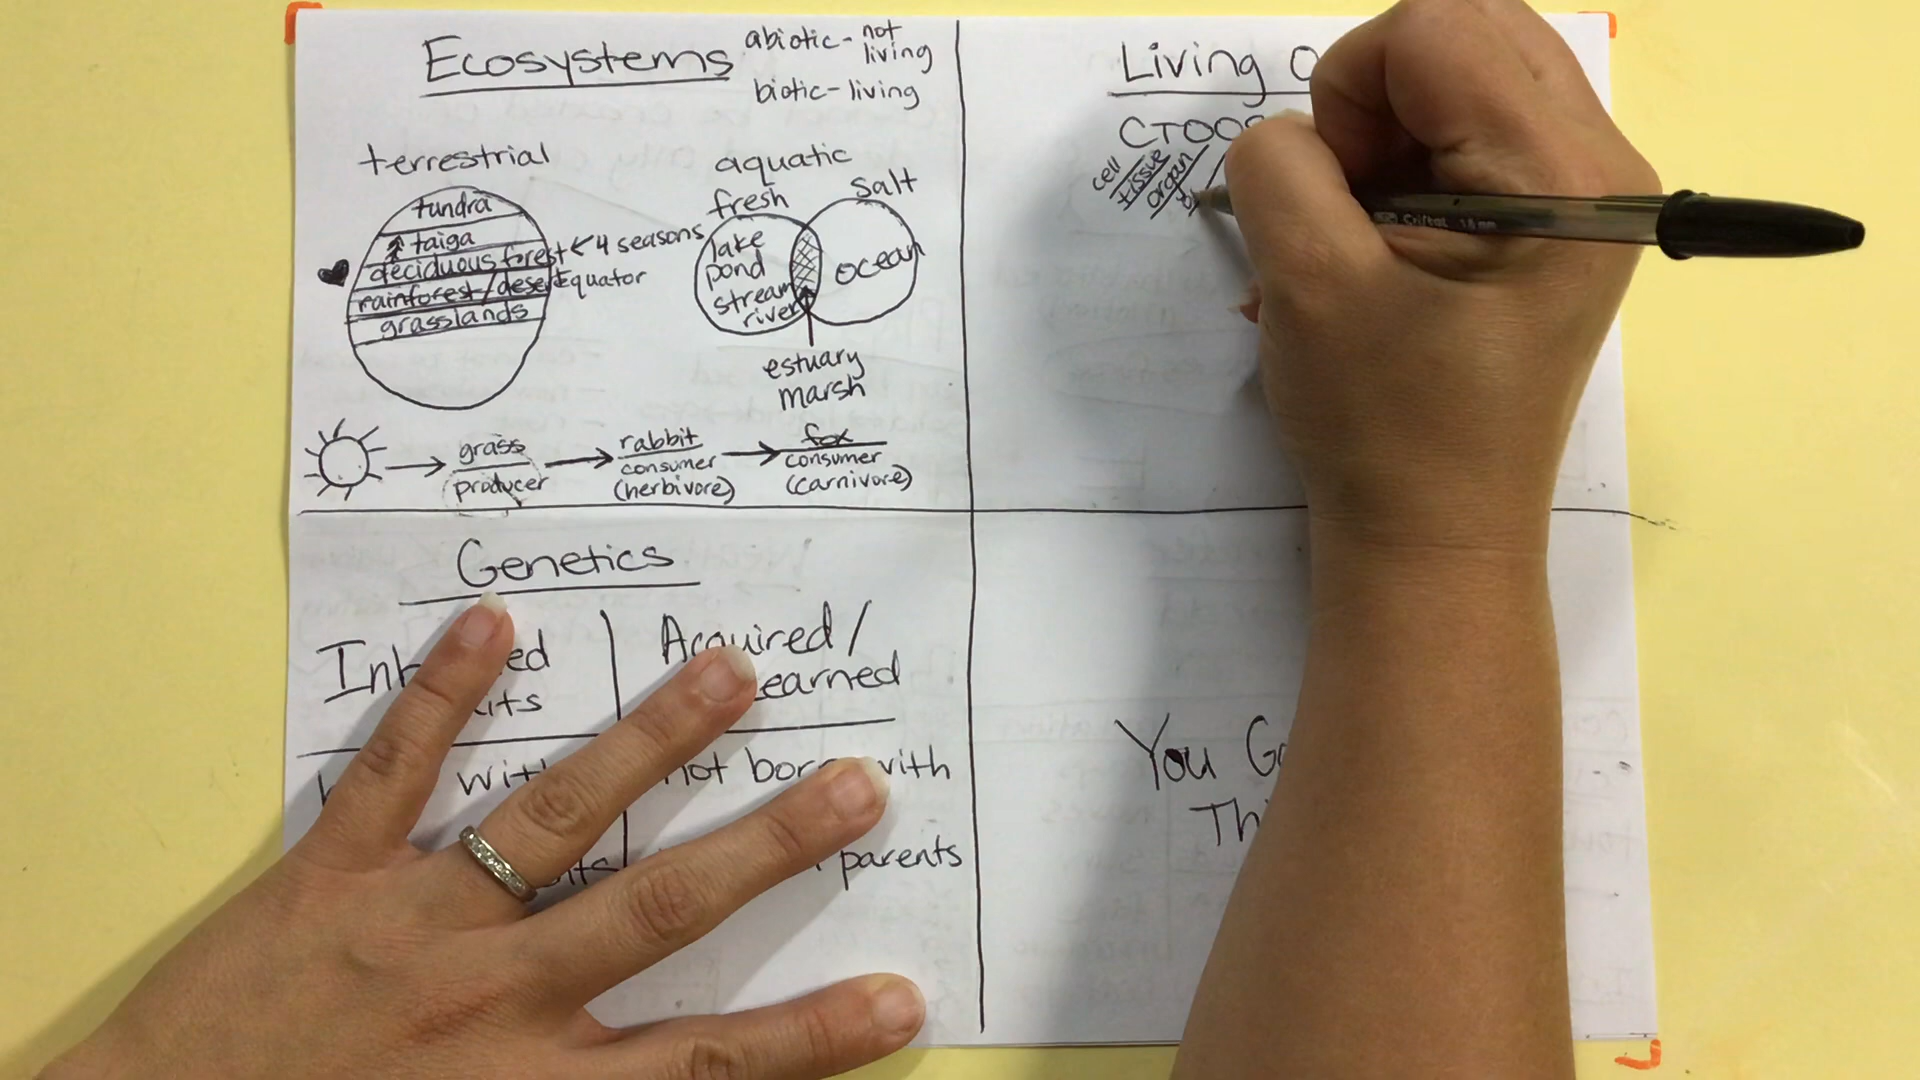 Ecosystems
abiotic - not
living
biotic - living
terrestrial
tundra
taiga
deciduous forest ← 4 seasons
rainforest / desert Equator
grasslands
aquatic
fresh
salt
lake
pond
stream
river
ocean
estuary
marsh
grass
producer
rabbit
consumer
(herbivore)
fox
consumer
(carnivore)
Genetics
Acquired /
not
with
parents
Living
CTOOS
cell
tissue
organ
You